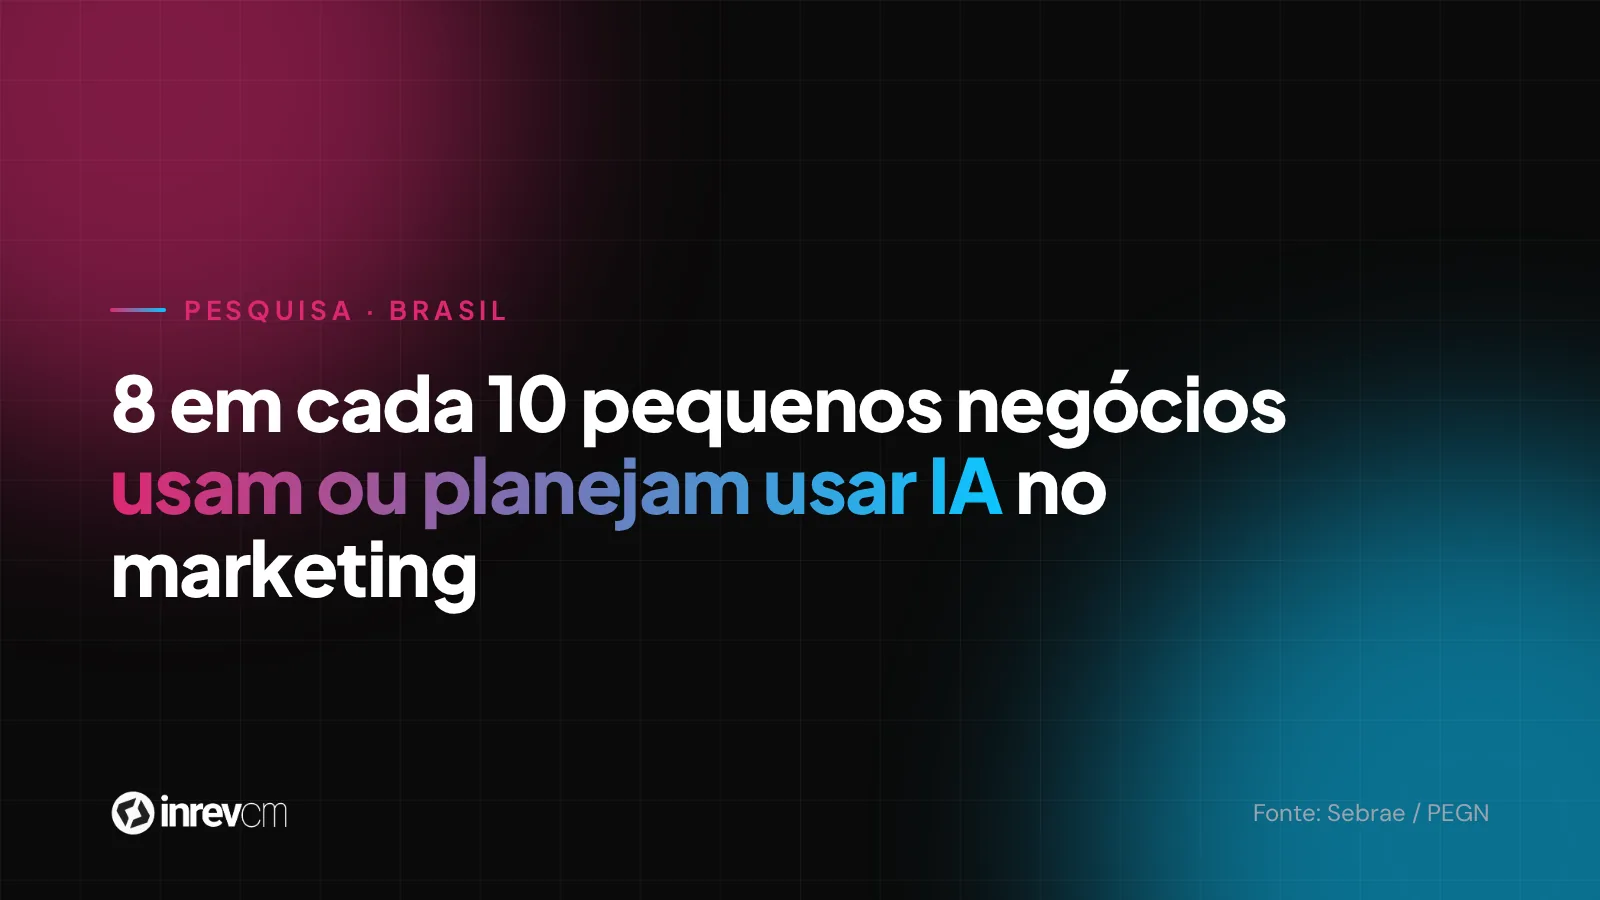 PESQUISA · BRASIL
8 em cada 10 pequenos negócios
usam ou planejam usar IA no
marketing
inrevcm
Fonte: Sebrae / PEGN